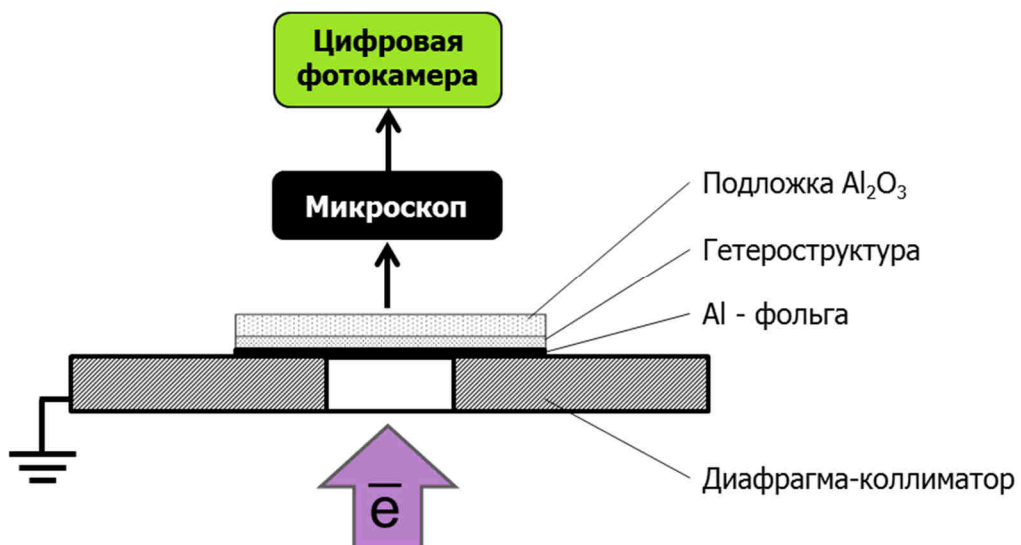 Цифровая
фотокамера
Микроскоп
Подложка Al₂O₃
Гетероструктура
Al - фольга
Диафрагма-коллиматор
e̅